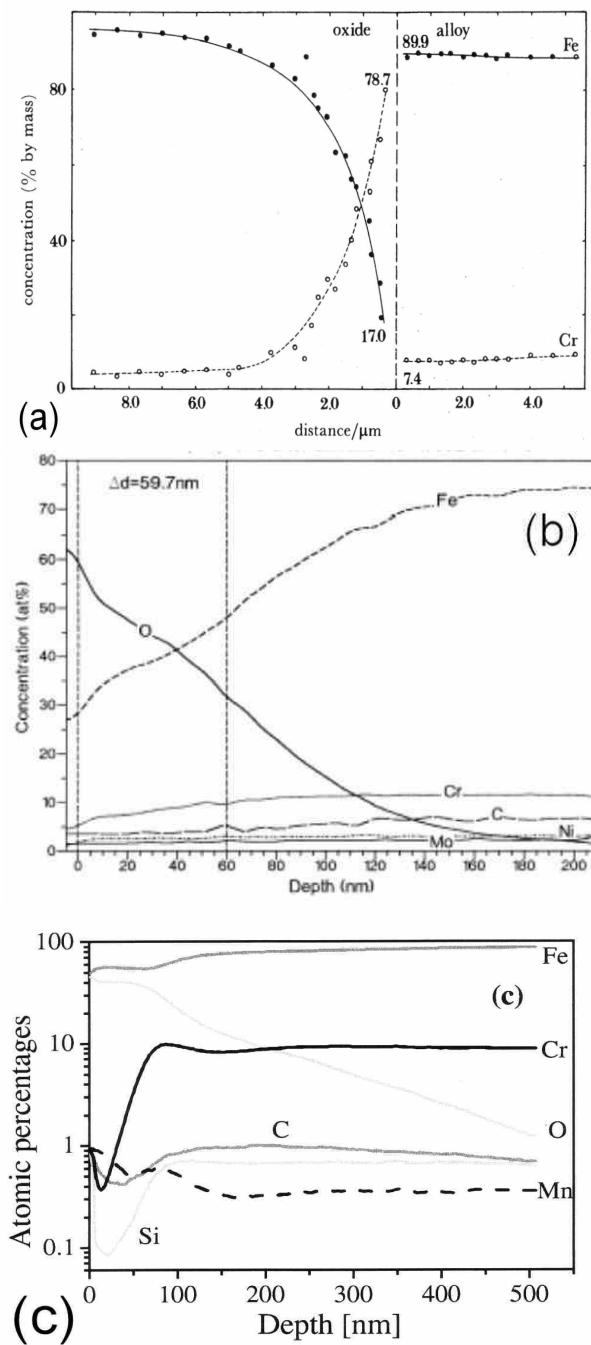 oxide alloy
89.9 Fe
80
78.7
concentration (% by mass)
40
17.0
Cr
7.4
0
8.0 6.0 4.0 2.0 0 2.0 4.0
distance/μm
(a)
80
Δd=59.7nm
Fe
(b)
70
60
50
O
40
30
20
10
0
Concentration (at%)
Cr
C
Ni
Mo
0 20 40 60 80 100 120 140 160 180 200
Depth (nm)
100
Fe
(c)
10
Cr
Atomic percentages
C
O
1
Mn
Si
0.1
0 100 200 300 400 500
Depth [nm]
(c)